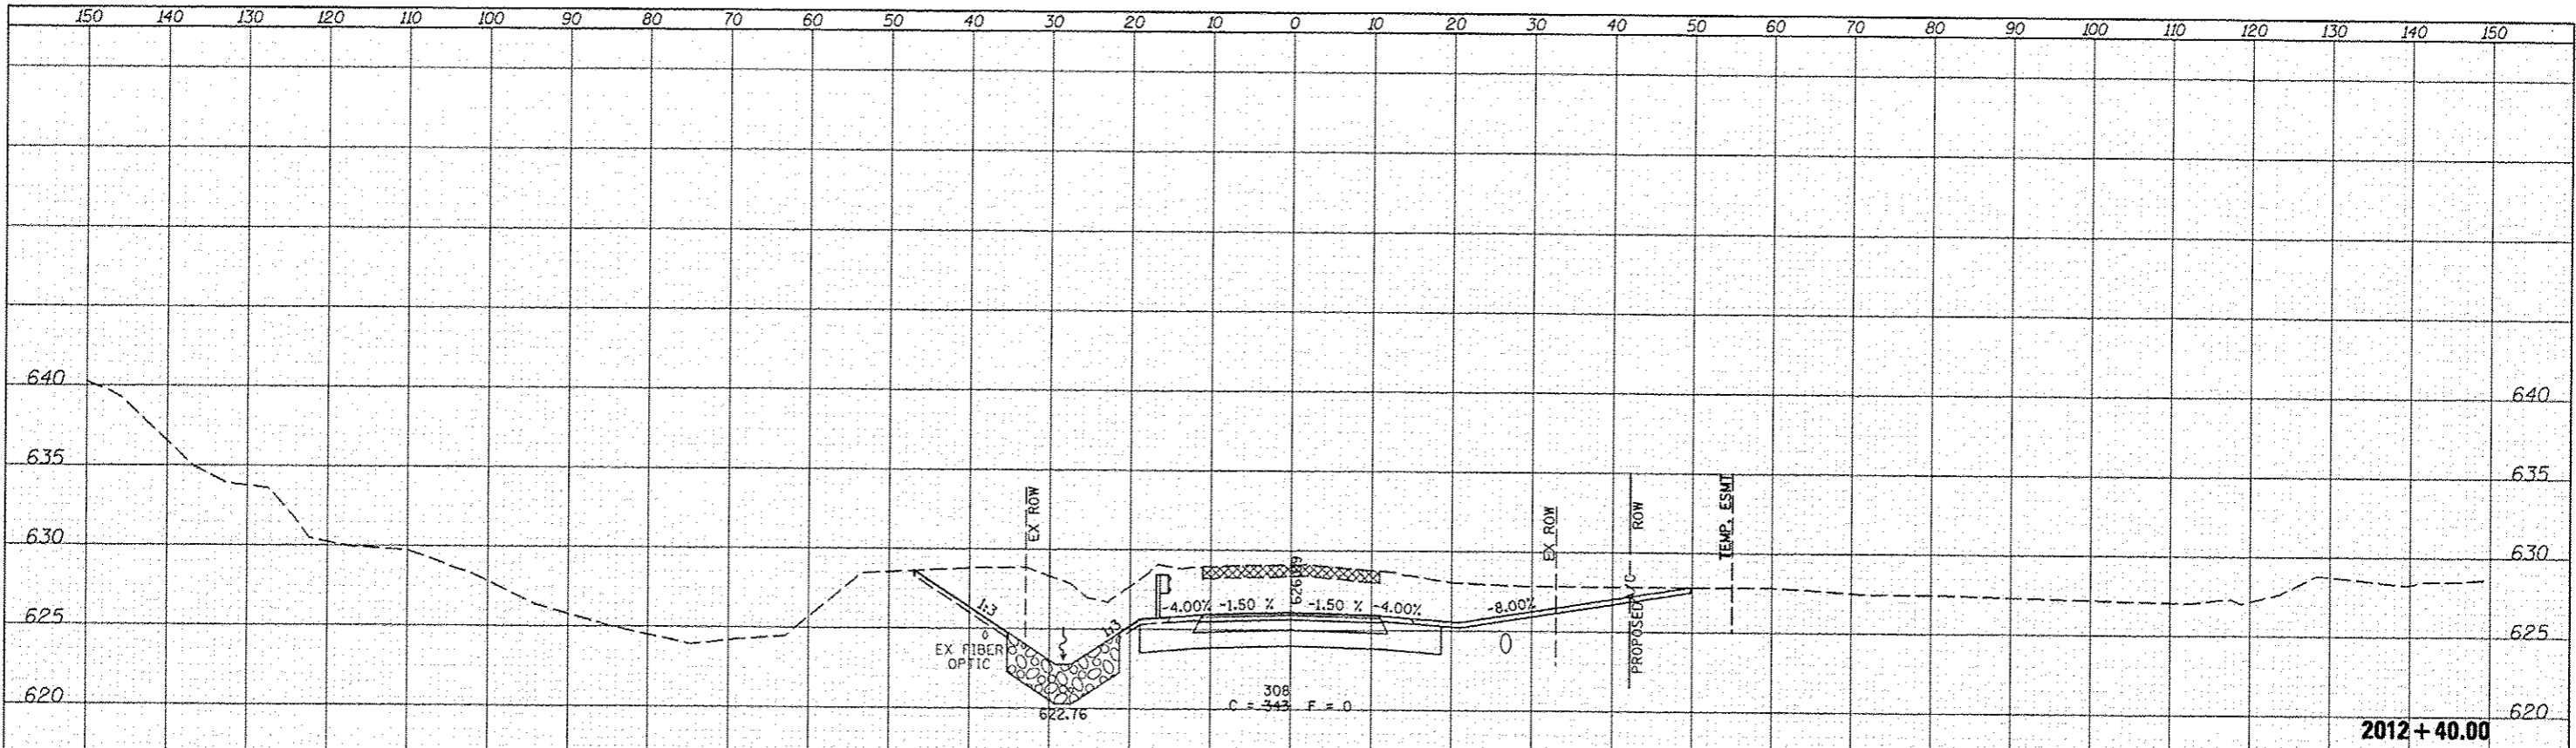 150 140 130 120 110 100 90 80 70 60 50 40 30 20 10 0 10 20 30 40 50 60 70 80 90 100 110 120 130 140 150
640 640
635 635
EX ROW
EX ROW
ROW
TEMP. ESMT
630 630
1:3
1:3
-4.00% -1.50 % -1.50 % -4.00%
-8.00%
PROPOSED
625 625
EX FIBER
OPTIC
308
C = 343 F = 0
620 620
622.76
2012+40.00